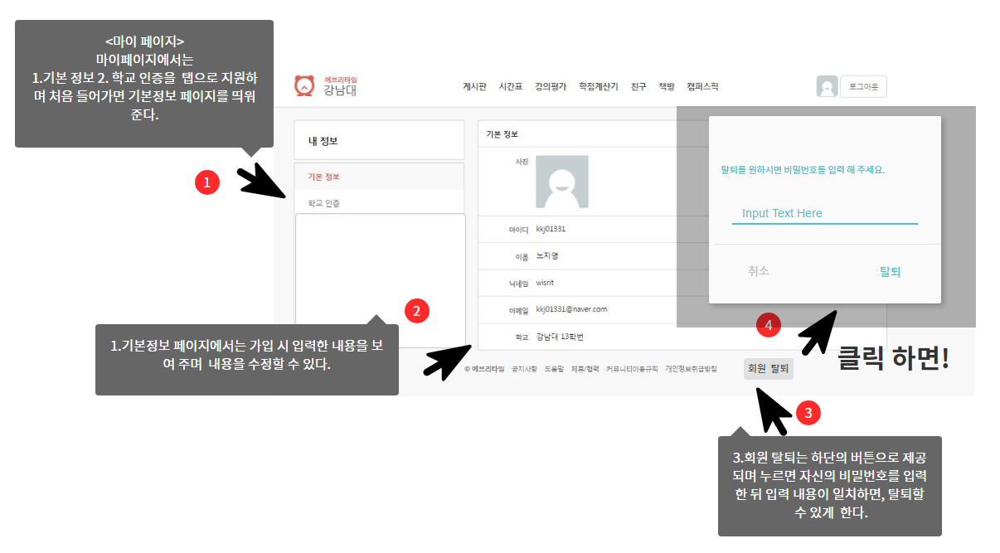 <마이 페이지>
마이페이지에서는
1.기본 정보 2. 학교 인증을 탭으로 지원하
며 처음 들어가면 기본정보 페이지를 띄워
준다.
에브리타임
강남대
게시판 시간표 강의평가 학점계산기 친구 책방 캠퍼스픽
로그아웃
내 정보
기본 정보
학교 인증
1
기본 정보
사진
아이디 kkj01331
이름 노지영
닉네임 wisrit
이메일 kkj01331@naver.com
학교 강남대 13학번
탈퇴를 원하시면 비밀번호를 입력 해 주세요.
Input Text Here
취소 탈퇴
2
1.기본정보 페이지에서는 가입 시 입력한 내용을 보
여 주며 내용을 수정할 수 있다.
4
클릭 하면!
© 에브리타임 공지사항 도움말 제휴/협력 커뮤니티이용규칙 개인정보취급방침
회원 탈퇴
3
3.회원 탈퇴는 하단의 버튼으로 제공
되며 누르면 자신의 비밀번호를 입력
한 뒤 입력 내용이 일치하면, 탈퇴할
수 있게 한다.